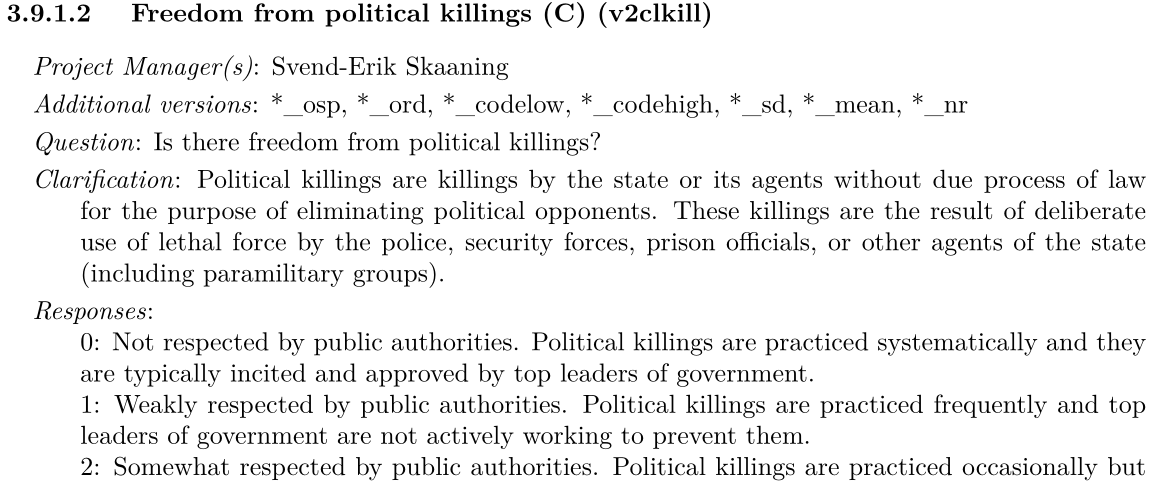 3.9.1.2 Freedom from political killings (C) (v2clkill)
Project Manager(s): Svend-Erik Skaaning
Additional versions: *_osp, *_ord, *_codelow, *_codehigh, *_sd, *_mean, *_nr
Question: Is there freedom from political killings?
Clarification: Political killings are killings by the state or its agents without due process of law
for the purpose of eliminating political opponents. These killings are the result of deliberate
use of lethal force by the police, security forces, prison officials, or other agents of the state
(including paramilitary groups).
Responses:
0: Not respected by public authorities. Political killings are practiced systematically and they
are typically incited and approved by top leaders of government.
1: Weakly respected by public authorities. Political killings are practiced frequently and top
leaders of government are not actively working to prevent them.
2: Somewhat respected by public authorities. Political killings are practiced occasionally but